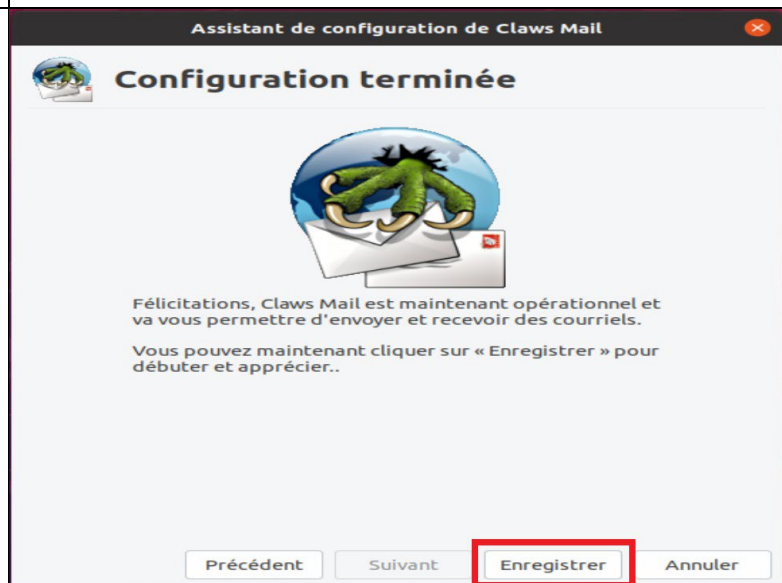 Assistant de configuration de Claws Mail
Configuration terminée
Félicitations, Claws Mail est maintenant opérationnel et
va vous permettre d'envoyer et recevoir des courriels.
Vous pouvez maintenant cliquer sur « Enregistrer » pour
débuter et apprécier..
Précédent Suivant Enregistrer Annuler